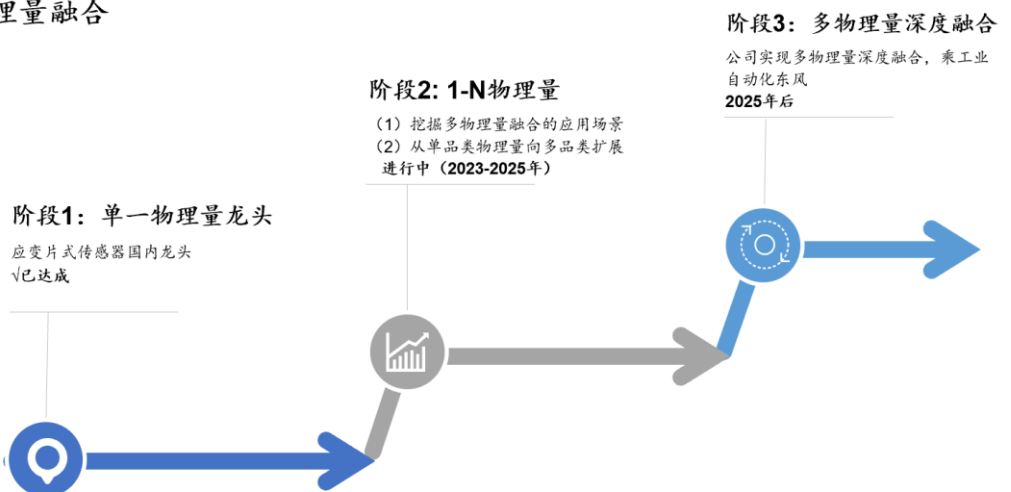 理量融合
阶段3：多物理量深度融合
公司实现多物理量深度融合，乘工业
自动化东风
2025年后
阶段2: 1-N物理量
（1）挖掘多物理量融合的应用场景
（2）从单品类物理量向多品类扩展
进行中（2023-2025年）
阶段1：单一物理量龙头
应变片式传感器国内龙头
√已达成